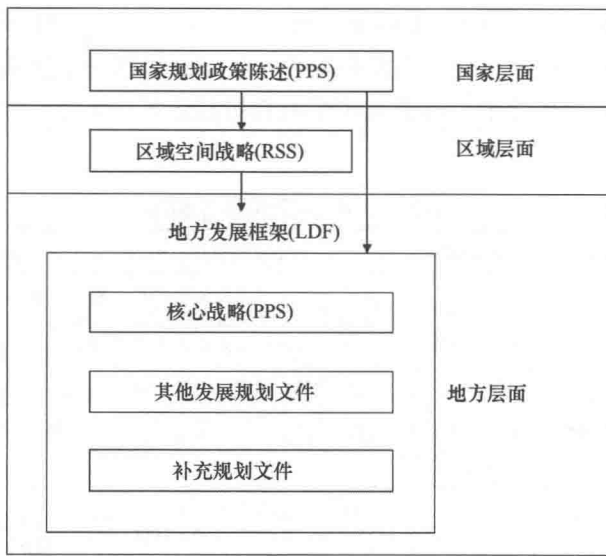 国家规划政策陈述(PPS)
国家层面
区域空间战略(RSS)
区域层面
地方发展框架(LDF)
核心战略(PPS)
其他发展规划文件
地方层面
补充规划文件